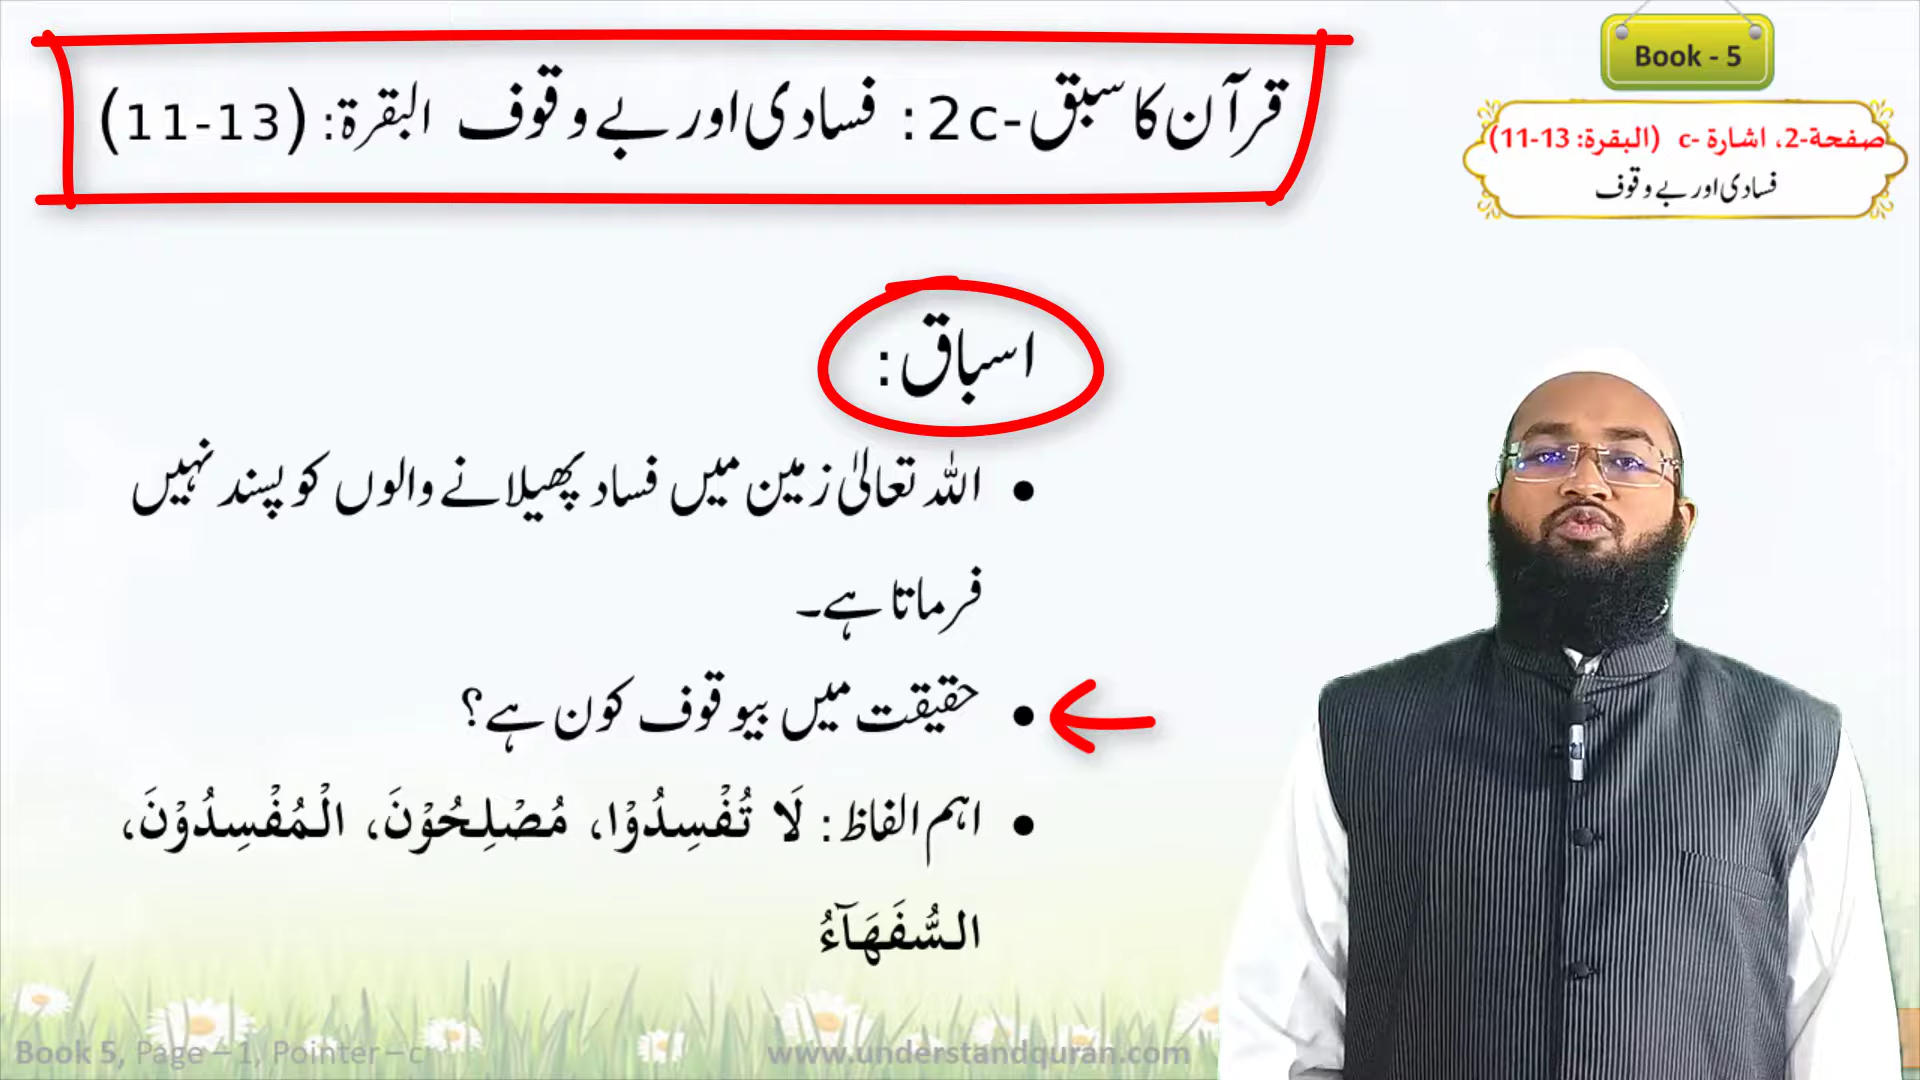 قرآن کا سبق-2c: فسادی اور بے وقوف البقرۃ: (11-13)
Book - 5
صفحة-2، اشارة -c (البقرة: 13-11)
فسادی اور بے وقوف
اسباق:
• اللہ تعالیٰ زمین میں فساد پھیلانے والوں کو پسند نہیں
فرماتا ہے۔
• حقیقت میں بیوقوف کون ہے؟
• اہم الفاظ: لَا تُفْسِدُوْا، مُصْلِحُوْنَ، الْمُفْسِدُوْنَ،
السُّفَهَآءُ
Book 5, Page – 1, Pointer – c
www.understandquran.com